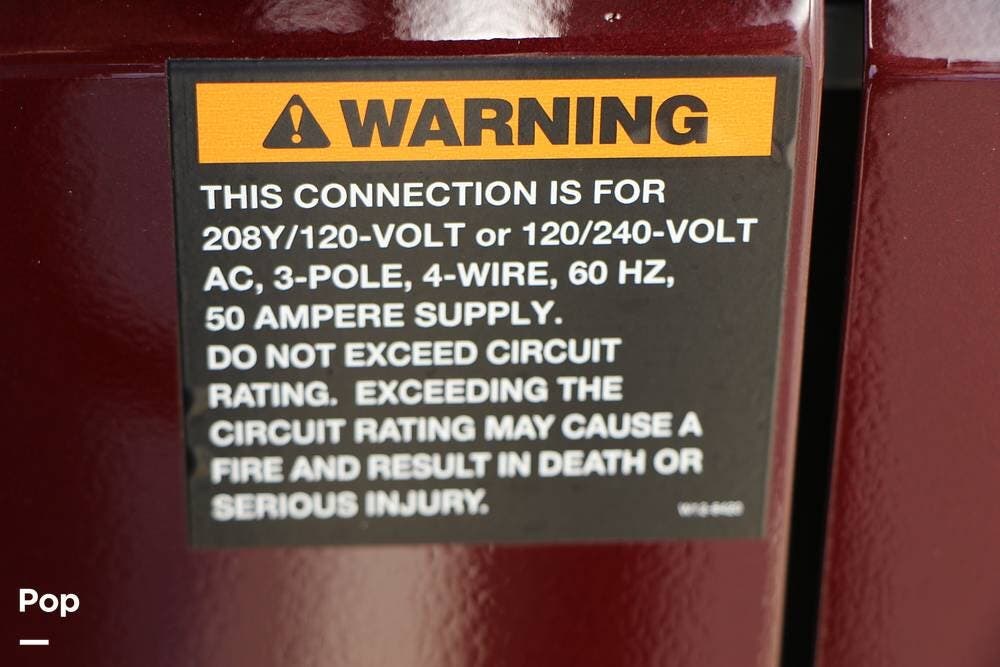 WARNING
THIS CONNECTION IS FOR
208Y/120-VOLT or 120/240-VOLT
AC, 3-POLE, 4-WIRE, 60 HZ,
50 AMPERE SUPPLY.
DO NOT EXCEED CIRCUIT
RATING. EXCEEDING THE
CIRCUIT RATING MAY CAUSE A
FIRE AND RESULT IN DEATH OR
SERIOUS INJURY.
Pop